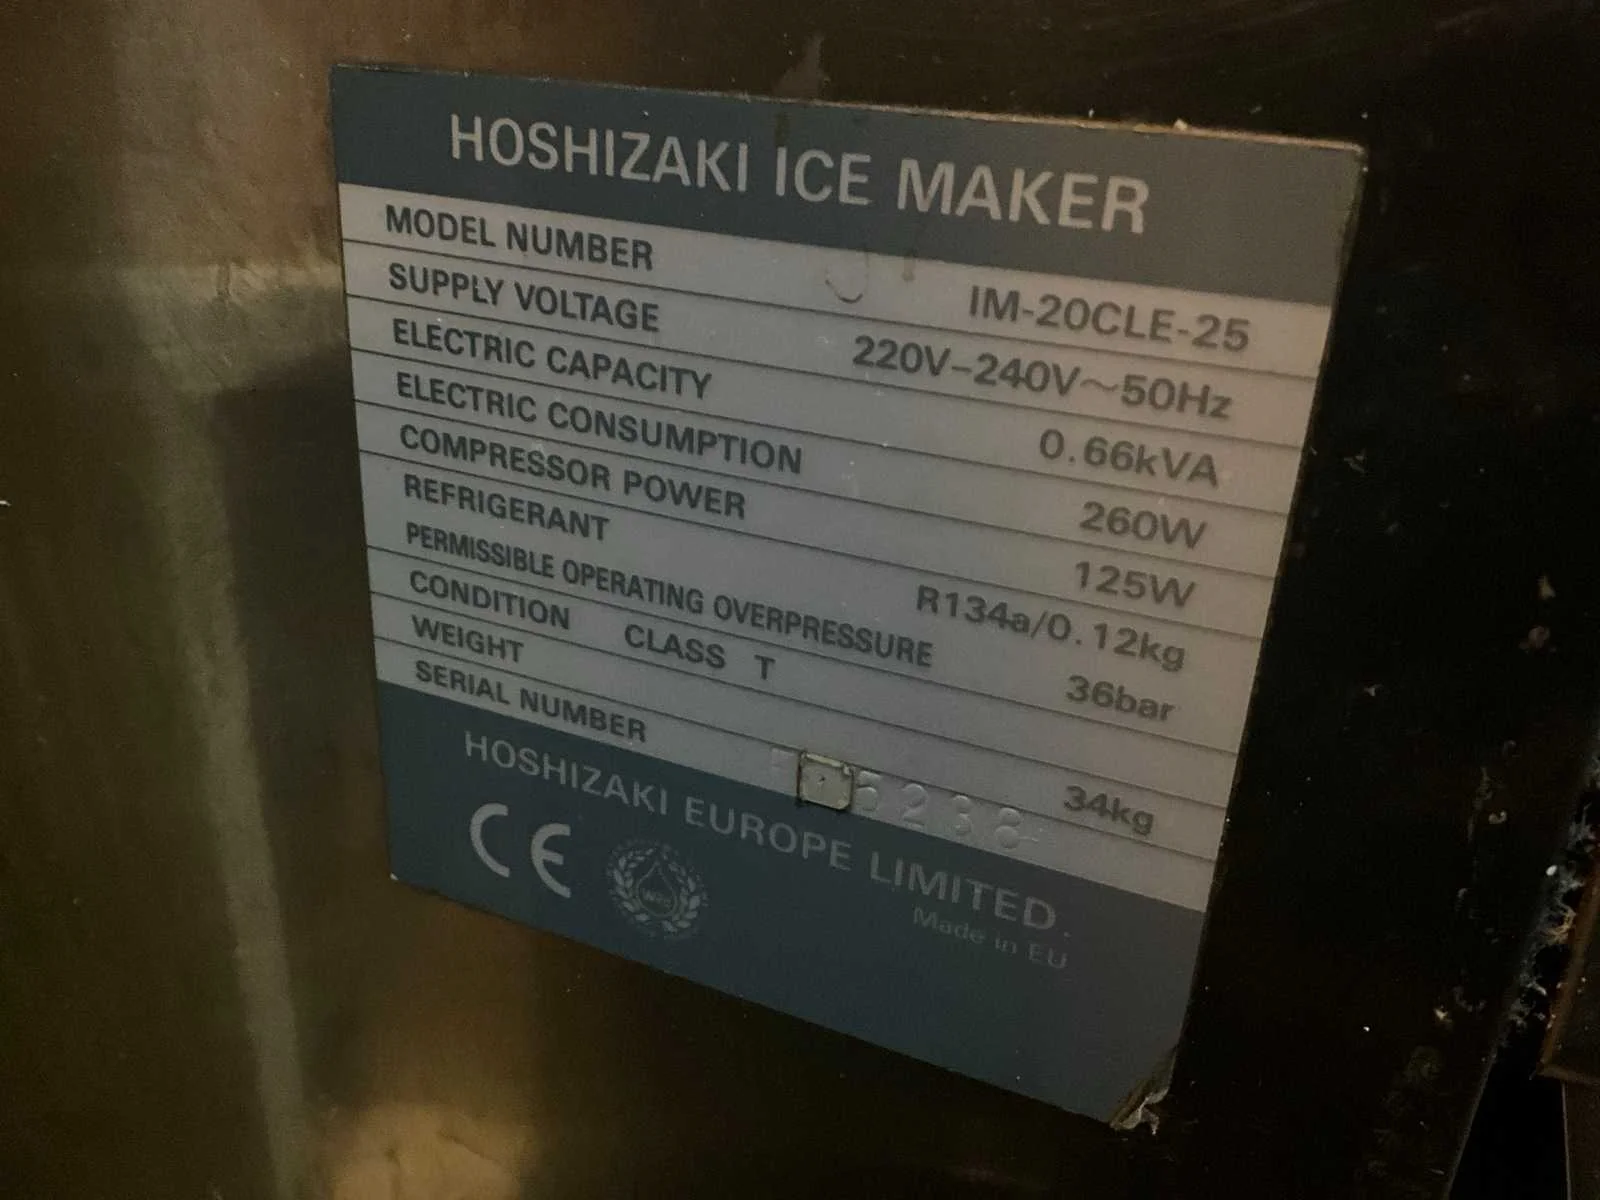 HOSHIZAKI ICE MAKER
MODEL NUMBER IM-20CLE-25
SUPPLY VOLTAGE 220V-240V~50Hz
ELECTRIC CAPACITY 0.66kVA
ELECTRIC CONSUMPTION 260W
COMPRESSOR POWER 125W
REFRIGERANT R134a/0.12kg
PERMISSIBLE OPERATING OVERPRESSURE 36bar
CONDITION CLASS T
WEIGHT 34kg
SERIAL NUMBER
HOSHIZAKI EUROPE LIMITED.
CE
Made in EU